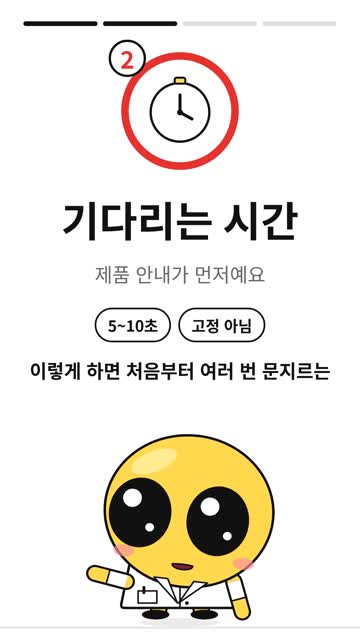 2
기다리는 시간
제품 안내가 먼저예요
5~10초 고정 아님
이렇게 하면 처음부터 여러 번 문지르는